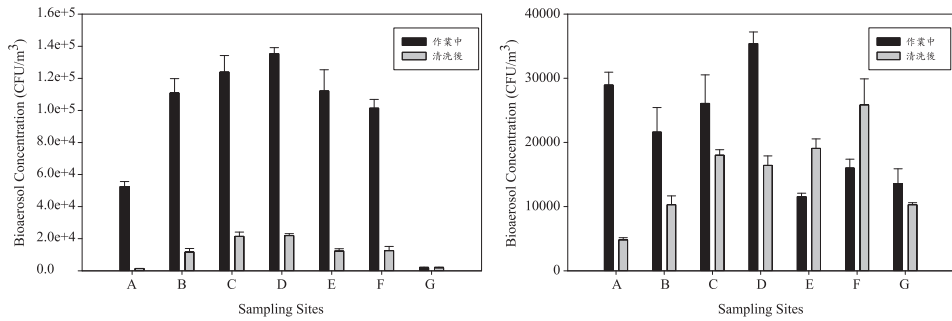 Bioaerosol Concentration (CFU/m³)
1.6e+5
1.4e+5
1.2e+5
1.0e+5
8.0e+4
6.0e+4
4.0e+4
2.0e+4
0.0
作業中
清洗後
A B C D E F G
Sampling Sites
Bioaerosol Concentration (CFU/m³)
40000
30000
20000
10000
0
作業中
清洗後
A B C D E F G
Sampling Sites